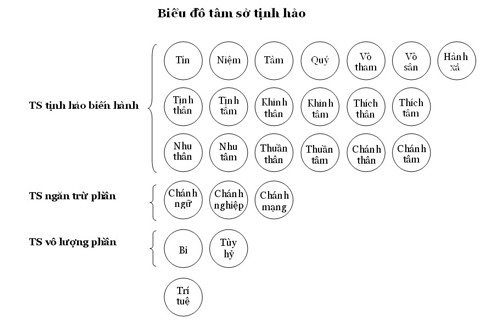 Biểu đồ tâm sở tịnh hảo
TS tịnh hảo biến hành
Tín
Niệm
Tàm
Quý
Vô
tham
Vô
sân
Hành
xả
Tịnh
thân
Tịnh
tâm
Khinh
thân
Khinh
tâm
Thích
thân
Thích
tâm
Nhu
thân
Nhu
tâm
Thuần
thân
Thuần
tâm
Chánh
thân
Chánh
tâm
TS ngăn trừ phần
Chánh
ngữ
Chánh
nghiệp
Chánh
mạng
TS vô lượng phần
Bi
Tùy
hỷ
Trí
tuệ